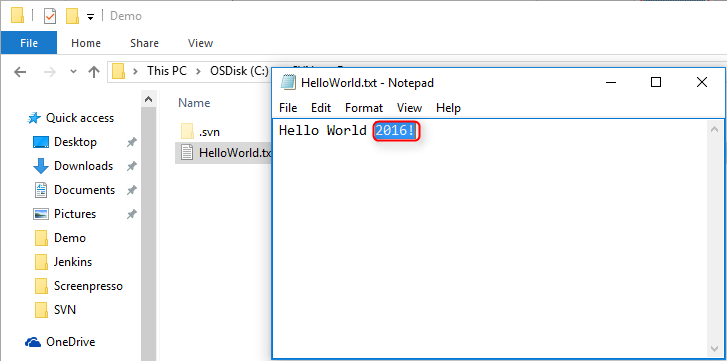 Demo
File Home Share View
This PC OSDisk (C:)
Name
Quick access
Desktop
Downloads
Documents
Pictures
Demo
Jenkins
Screenpresso
SVN
OneDrive
.svn
HelloWorld.tx
HelloWorld.txt - Notepad
File Edit Format View Help
Hello World 2016!